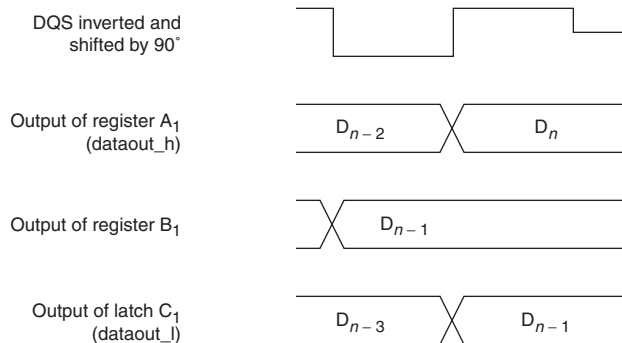 DQS inverted and
shifted by 90°
Output of register A1
(dataout_h)
Dn – 2
Dn
Output of register B1
Dn – 1
Output of latch C1
(dataout_l)
Dn – 3
Dn – 1